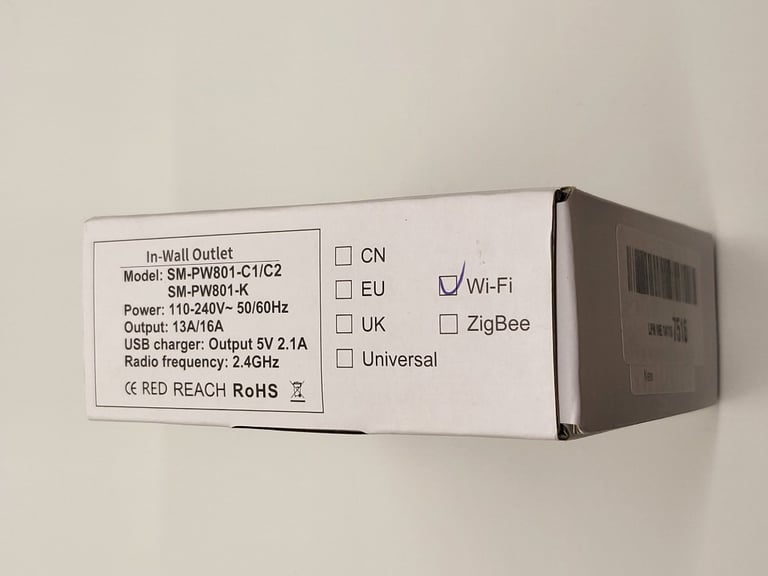 In-Wall Outlet
Model: SM-PW801-C1/C2
SM-PW801-K
Power: 110-240V~ 50/60Hz
Output: 13A/16A
USB charger: Output 5V 2.1A
Radio frequency: 2.4GHz
CE RED REACH RoHS
CN
EU
UK
Universal
Wi-Fi
ZigBee
7516
New